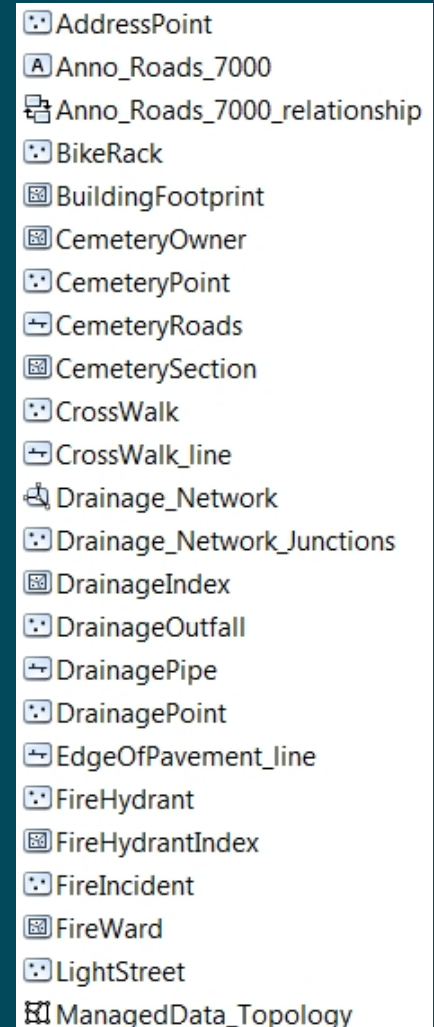 AddressPoint
Anno_Roads_7000
Anno_Roads_7000_relationship
BikeRack
BuildingFootprint
CemeteryOwner
CemeteryPoint
CemeteryRoads
CemeterySection
CrossWalk
CrossWalk_line
Drainage_Network
Drainage_Network_Junctions
DrainageIndex
DrainageOutfall
DrainagePipe
DrainagePoint
EdgeOfPavement_line
FireHydrant
FireHydrantIndex
FireIncident
FireWard
LightStreet
ManagedData_Topology